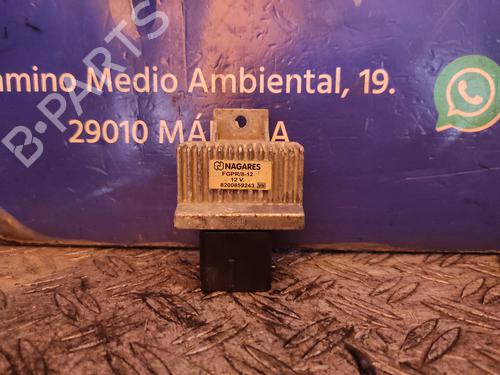 B-PARTS
amino Medio Ambiental, 19.
29010 MÁ A
NAGARES
FGPR/8-12
12 V.
8200859243